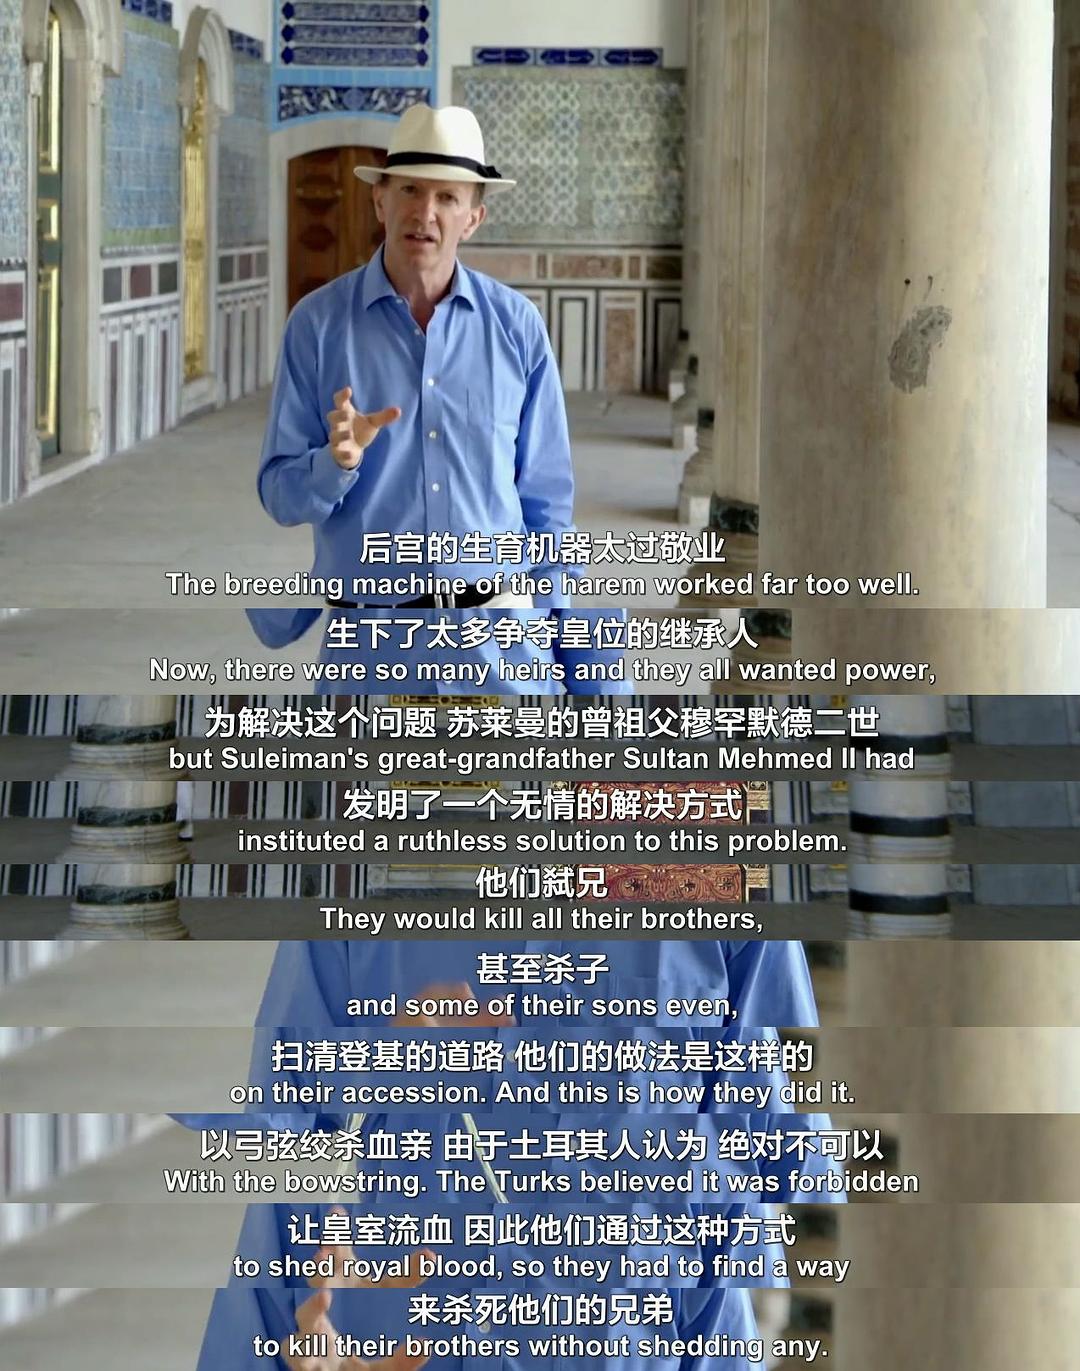 后宫的生育机器太过敬业
The breeding machine of the harem worked far too well.
生下了太多争夺皇位的继承人
Now, there were so many heirs and they all wanted power,
为解决这个问题 苏莱曼的曾祖父穆罕默德二世
but Suleiman's great-grandfather Sultan Mehmed II had
发明了一个无情的解决方式
instituted a ruthless solution to this problem.
他们弑兄
They would kill all their brothers,
甚至杀子
and some of their sons even,
扫清登基的道路 他们的做法是这样的
on their accession. And this is how they did it.
以弓弦绞杀血亲 由于土耳其人认为 绝对不可以
With the bowstring. The Turks believed it was forbidden
让皇室流血 因此他们通过这种方式
to shed royal blood, so they had to find a way
来杀死他们的兄弟
to kill their brothers without shedding any.